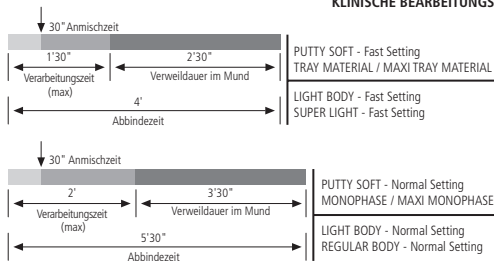 KLINISCHE BEARBEITUNGS
30"Anmischzeit
1'30"
2'30"
Verarbeitungszeit
(max)
Verweildauer im Mund
4'
Abbindezeit
PUTTY SOFT - Fast Setting
TRAY MATERIAL / MAXI TRAY MATERIAL
LIGHT BODY - Fast Setting
SUPER LIGHT - Fast Setting
30" Anmischzeit
2'
3'30"
Verarbeitungszeit
(max)
Verweildauer im Mund
5'30"
Abbindezeit
PUTTY SOFT - Normal Setting
MONOPHASE / MAXI MONOPHASE
LIGHT BODY - Normal Setting
REGULAR BODY - Normal Setting